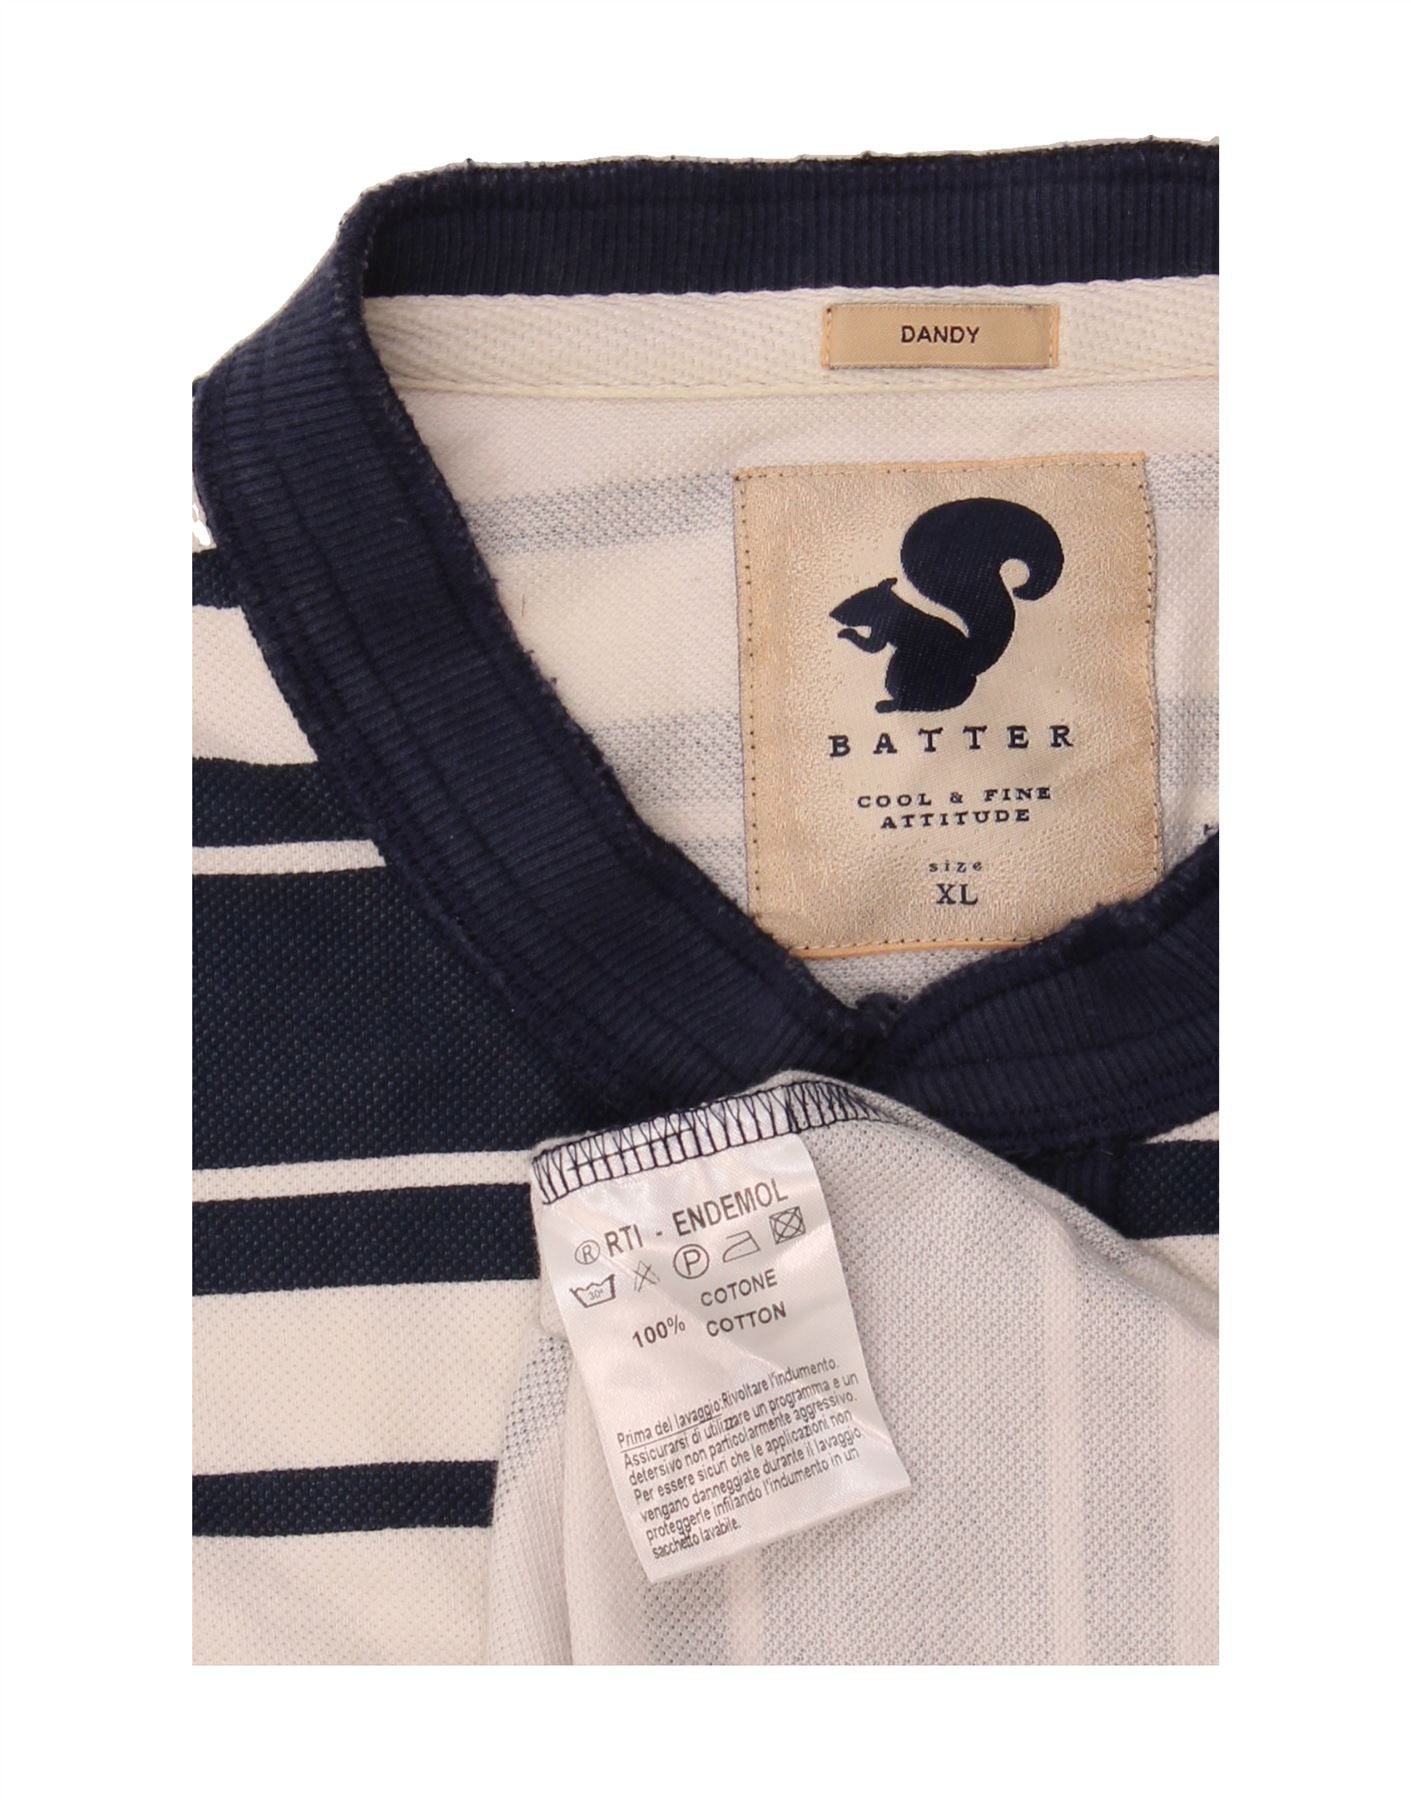 DANDY
BATTER
COOL & FINE
ATTITUDE
size
XL
® RTI - ENDEMOL
30°
P
COTONE
100% COTTON
Prima del lavaggio:Rivoltare l'indumento.
Assicurarsi di utilizzare un programma e un
detersivo non particolarmente aggressivo.
Per essere sicuri che le applicazioni non
vengano danneggiate durante il lavaggio
proteggerle infilando l'indumento in un
sacchetto lavabile.